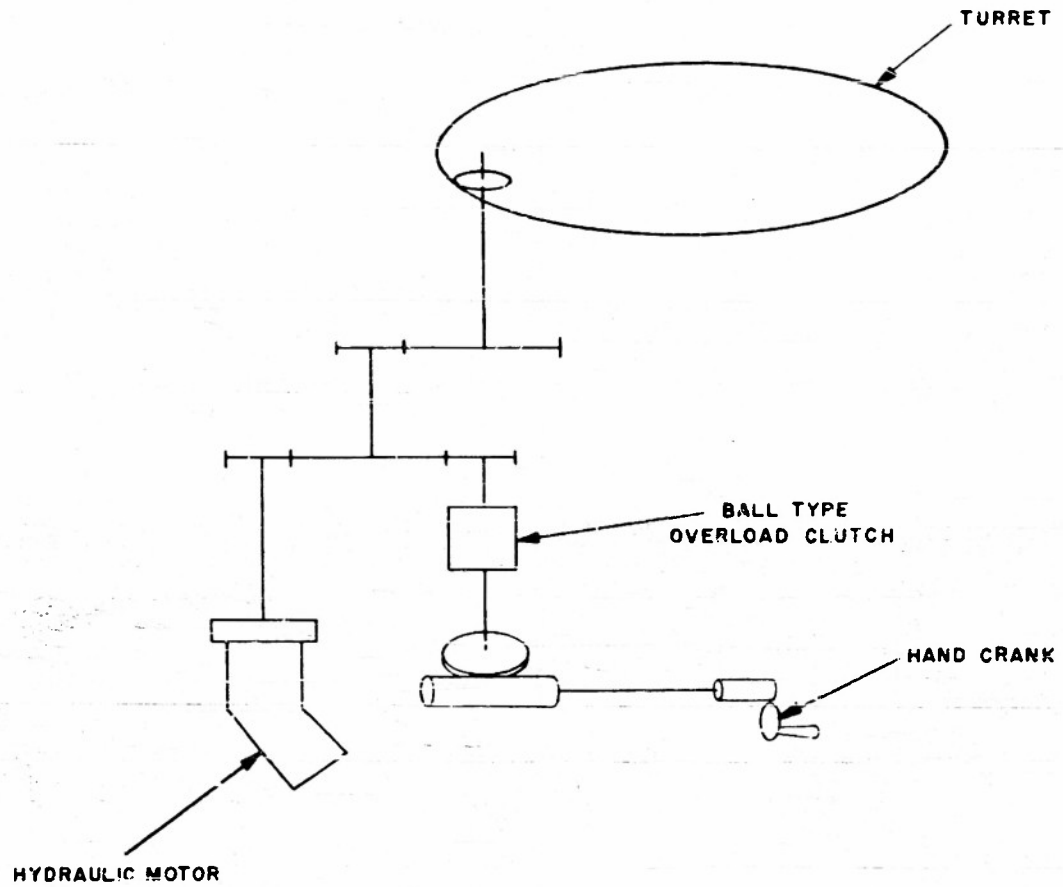 TURRET
BALL TYPE
OVERLOAD CLUTCH
HAND CRANK
HYDRAULIC MOTOR